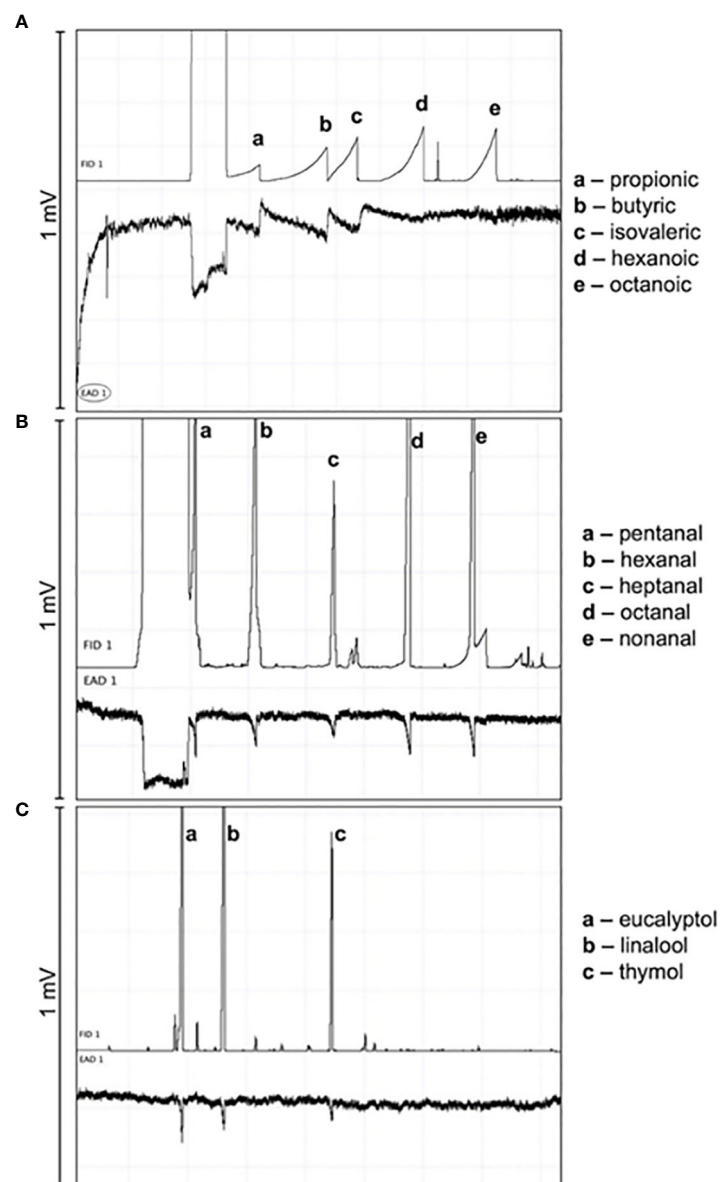 A
1 mV
FID 1
a
b
c
d
e
EAD 1
a – propionic
b – butyric
c – isovaleric
d – hexanoic
e – octanoic
B
1 mV
FID 1
a
b
c
d
e
EAD 1
a – pentanal
b – hexanal
c – heptanal
d – octanal
e – nonanal
C
1 mV
FID 1
a
b
c
EAD 1
a – eucalyptol
b – linalool
c – thymol